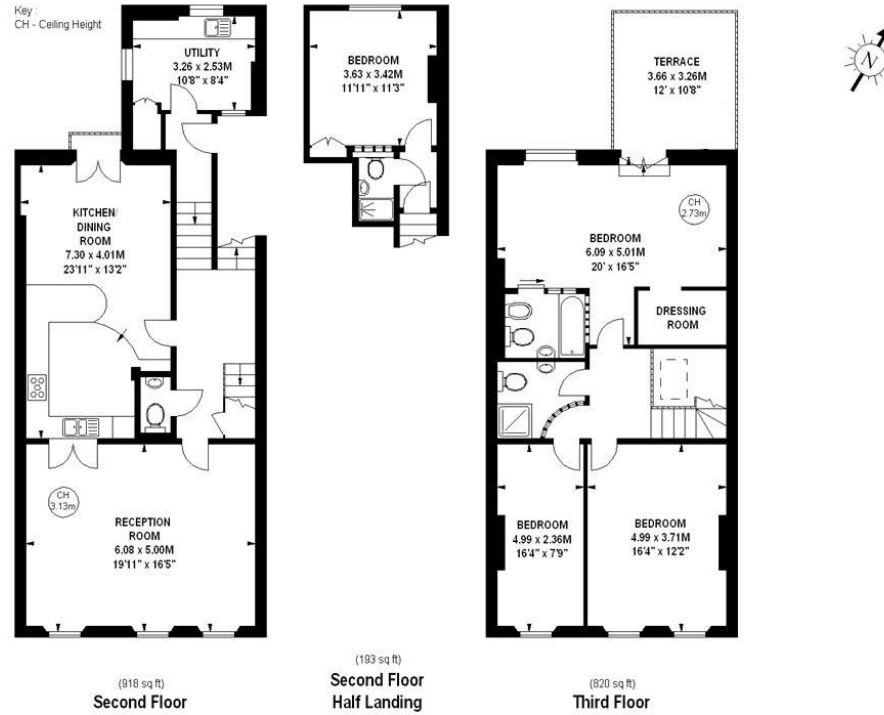 Key :
CH - Ceiling Height
UTILITY
3.26 x 2.53M
10'8" x 8'4"
KITCHEN/
DINING
ROOM
7.30 x 4.01M
23'11" x 13'2"
CH
3.13m
RECEPTION
ROOM
6.08 x 5.00M
19'11" x 16'5"
(918 sq ft)
Second Floor
BEDROOM
3.63 x 3.42M
11'11" x 11'3"
(193 sq ft)
Second Floor
Half Landing
TERRACE
3.66 x 3.26M
12' x 10'8"
CH
2.73m
BEDROOM
6.09 x 5.01M
20' x 16'5"
DRESSING
ROOM
BEDROOM
4.99 x 2.36M
16'4" x 7'9"
BEDROOM
4.99 x 3.71M
16'4" x 12'2"
(820 sq ft)
Third Floor
N